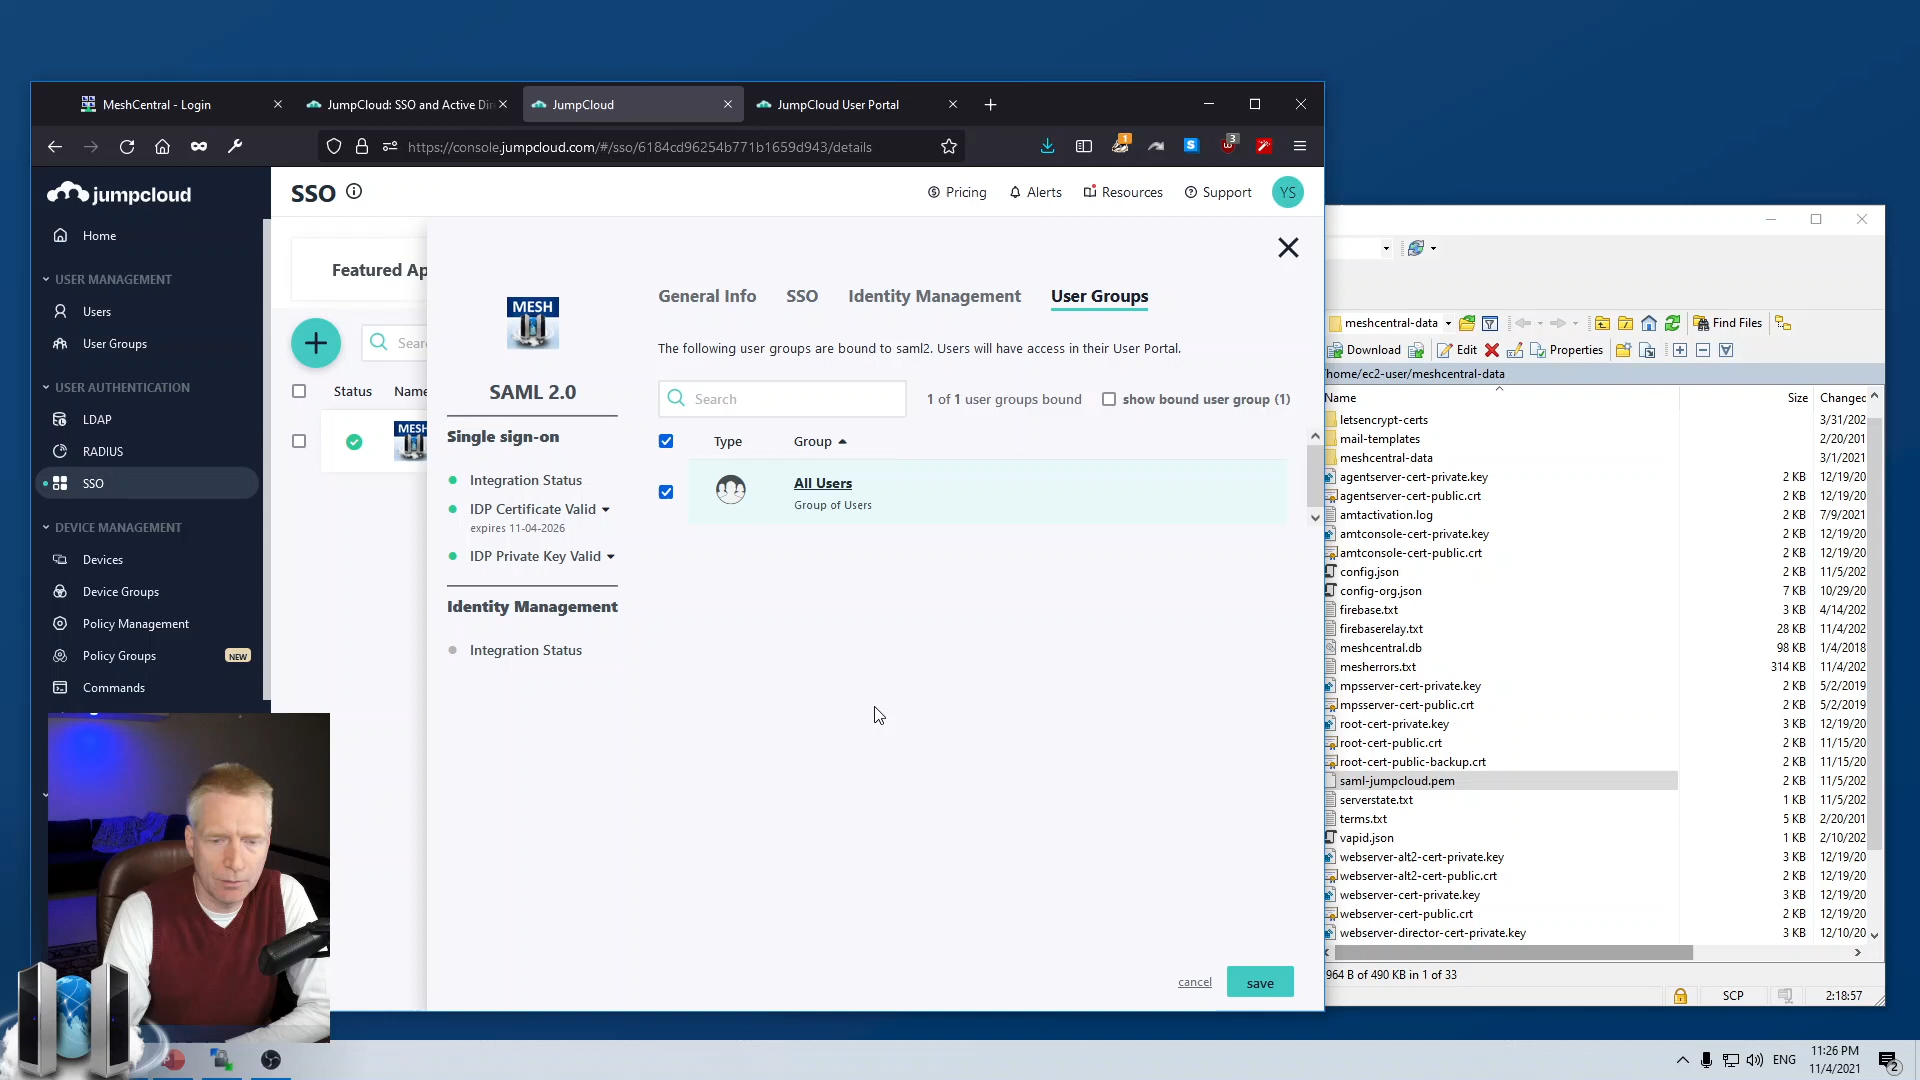 MeshCentral - Login
JumpCloud: SSO and Active Dir
JumpCloud
JumpCloud User Portal
https://console.jumpcloud.com/#/sso/6184cd96254b771b1659d943/details
1
S
3
jumpcloud
Home
USER MANAGEMENT
Users
User Groups
USER AUTHENTICATION
LDAP
RADIUS
SSO
DEVICE MANAGEMENT
Devices
Device Groups
Policy Management
Policy Groups
NEW
Commands
SSO
Pricing
Alerts
Resources
Support
YS
Featured Ap
Sear
Status
Name
MESH
MESH
SAML 2.0
Single sign-on
Integration Status
IDP Certificate Valid
expires 11-04-2026
IDP Private Key Valid
Identity Management
Integration Status
General Info
SSO
Identity Management
User Groups
The following user groups are bound to saml2. Users will have access in their User Portal.
Search
1 of 1 user groups bound
show bound user group (1)
Type
Group
All Users
Group of Users
cancel
save
meshcentral-data
Find Files
Download
Edit
Properties
/home/ec2-user/meshcentral-data
Name Size Changed
letsencrypt-certs 3/31/202
mail-templates 2/20/201
meshcentral-data 3/1/2021
agentserver-cert-private.key 2 KB 12/19/20
agentserver-cert-public.crt 2 KB 12/19/20
amtactivation.log 2 KB 7/9/2021
amtconsole-cert-private.key 2 KB 12/19/20
amtconsole-cert-public.crt 2 KB 12/19/20
config.json 2 KB 11/5/202
config-org.json 7 KB 10/29/20
firebase.txt 3 KB 4/14/202
firebaserelay.txt 28 KB 11/4/202
meshcentral.db 98 KB 1/4/2018
mesherrors.txt 314 KB 11/4/202
mpsserver-cert-private.key 2 KB 5/2/2019
mpsserver-cert-public.crt 2 KB 5/2/2019
root-cert-private.key 3 KB 12/19/20
root-cert-public.crt 2 KB 11/15/20
root-cert-public-backup.crt 2 KB 11/15/20
saml-jumpcloud.pem 2 KB 11/5/202
serverstate.txt 1 KB 11/5/202
terms.txt 5 KB 2/20/201
vapid.json 1 KB 2/10/202
webserver-alt2-cert-private.key 3 KB 12/19/20
webserver-alt2-cert-public.crt 2 KB 12/19/20
webserver-cert-private.key 3 KB 12/19/20
webserver-cert-public.crt 2 KB 12/19/20
webserver-director-cert-private.key 3 KB 12/10/20
964 B of 490 KB in 1 of 33
SCP
2:18:57
ENG
11:26 PM
11/4/2021
2